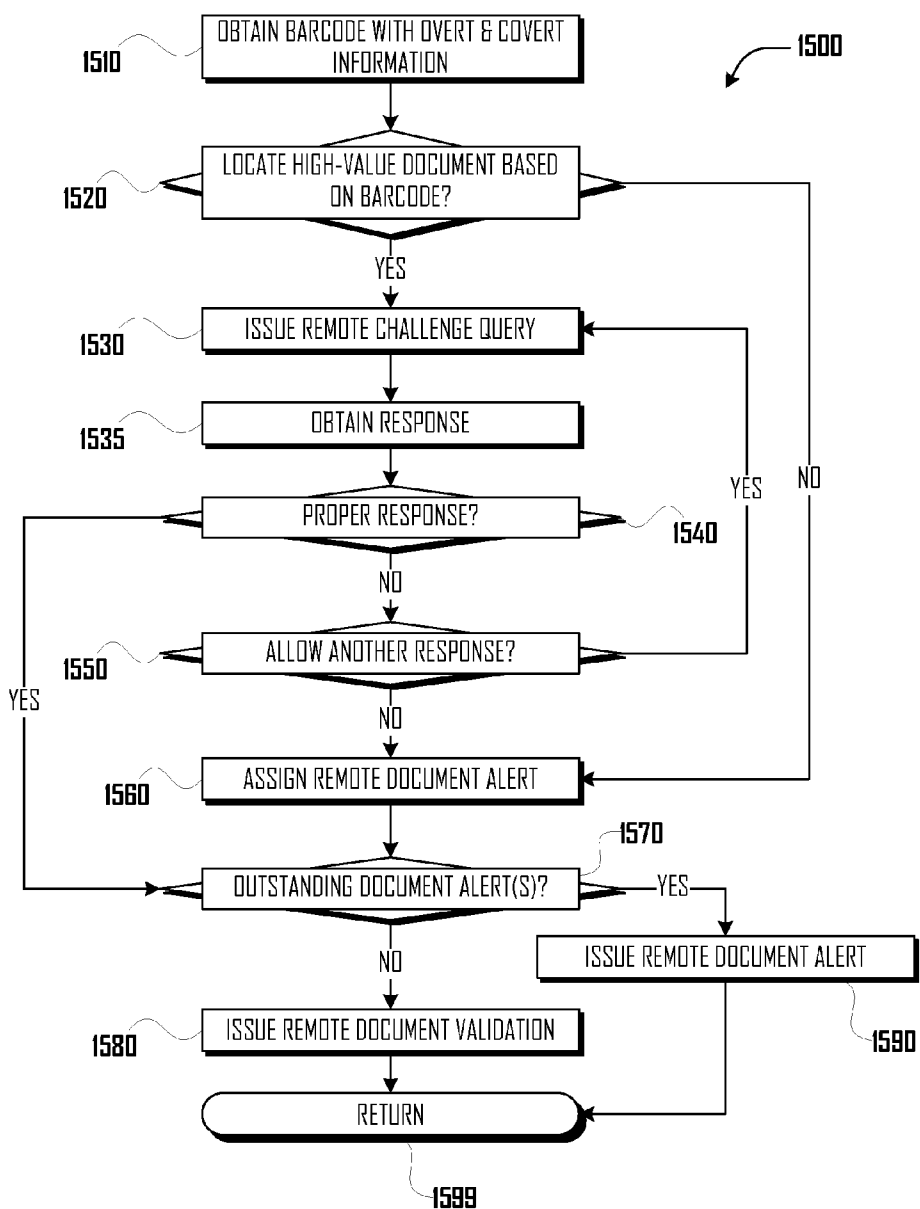 OBTAIN BARCODE WITH OVERT & COVERT
INFORMATION
1510
1500
LOCATE HIGH-VALUE DOCUMENT BASED
ON BARCODE?
1520
YES
ISSUE REMOTE CHALLENGE QUERY
1530
OBTAIN RESPONSE
1535
NO
YES
PROPER RESPONSE?
1540
NO
ALLOW ANOTHER RESPONSE?
1550
YES
NO
ASSIGN REMOTE DOCUMENT ALERT
1560
1570
OUTSTANDING DOCUMENT ALERT(S)?
YES
ISSUE REMOTE DOCUMENT ALERT
NO
ISSUE REMOTE DOCUMENT VALIDATION
1580
1590
RETURN
1599